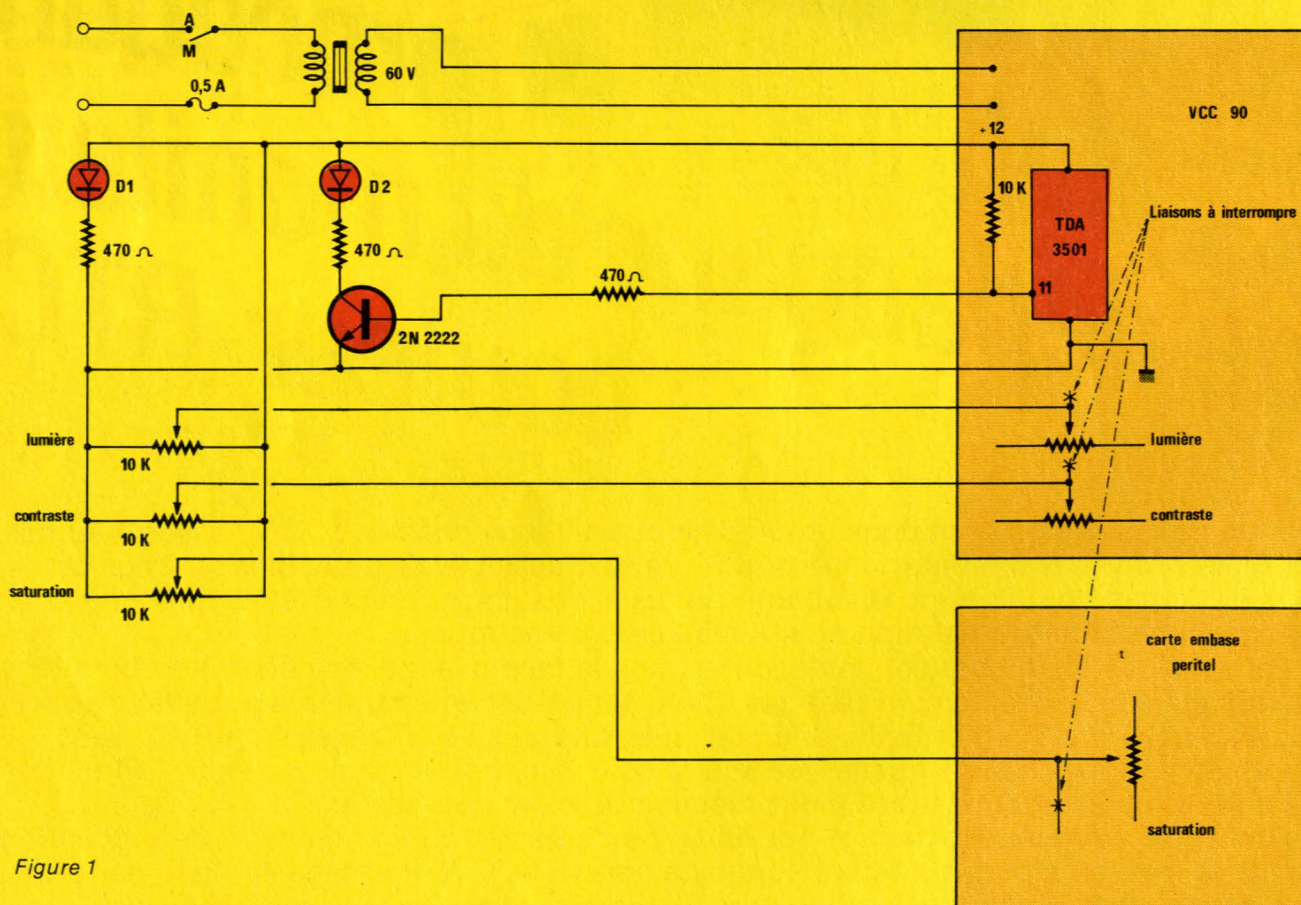 A
M
0,5 A
60 V
VCC 90
+12
D1
D2
10 K
TDA
3501
Liaisons à interrompre
470 Ω
470 Ω
470 Ω
11
2N 2222
lumière
10 K
lumière
contraste
10 K
contraste
saturation
10 K
carte embase
t
peritel
saturation
Figure 1